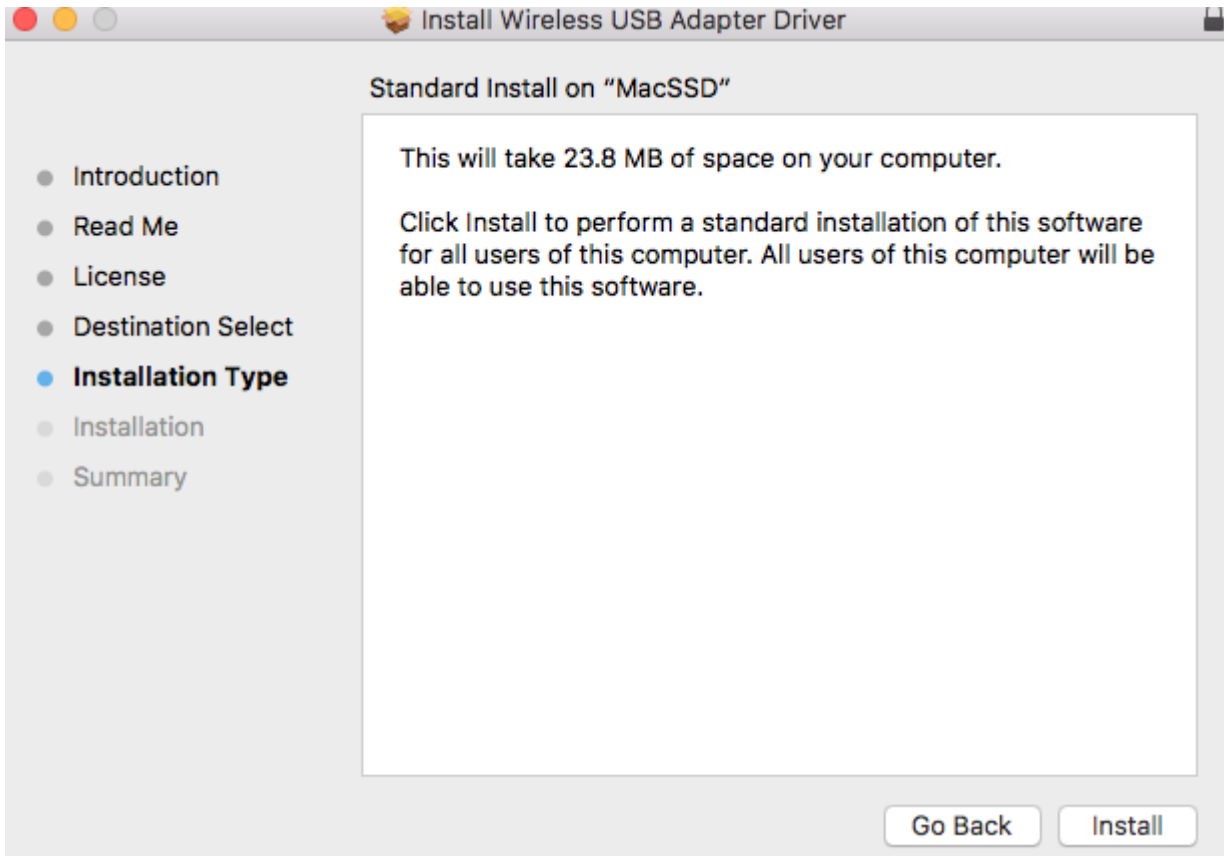 Install Wireless USB Adapter Driver
Standard Install on “MacSSD”
Introduction
Read Me
License
Destination Select
Installation Type
Installation
Summary
This will take 23.8 MB of space on your computer.
Click Install to perform a standard installation of this software
for all users of this computer. All users of this computer will be
able to use this software.
Go Back
Install